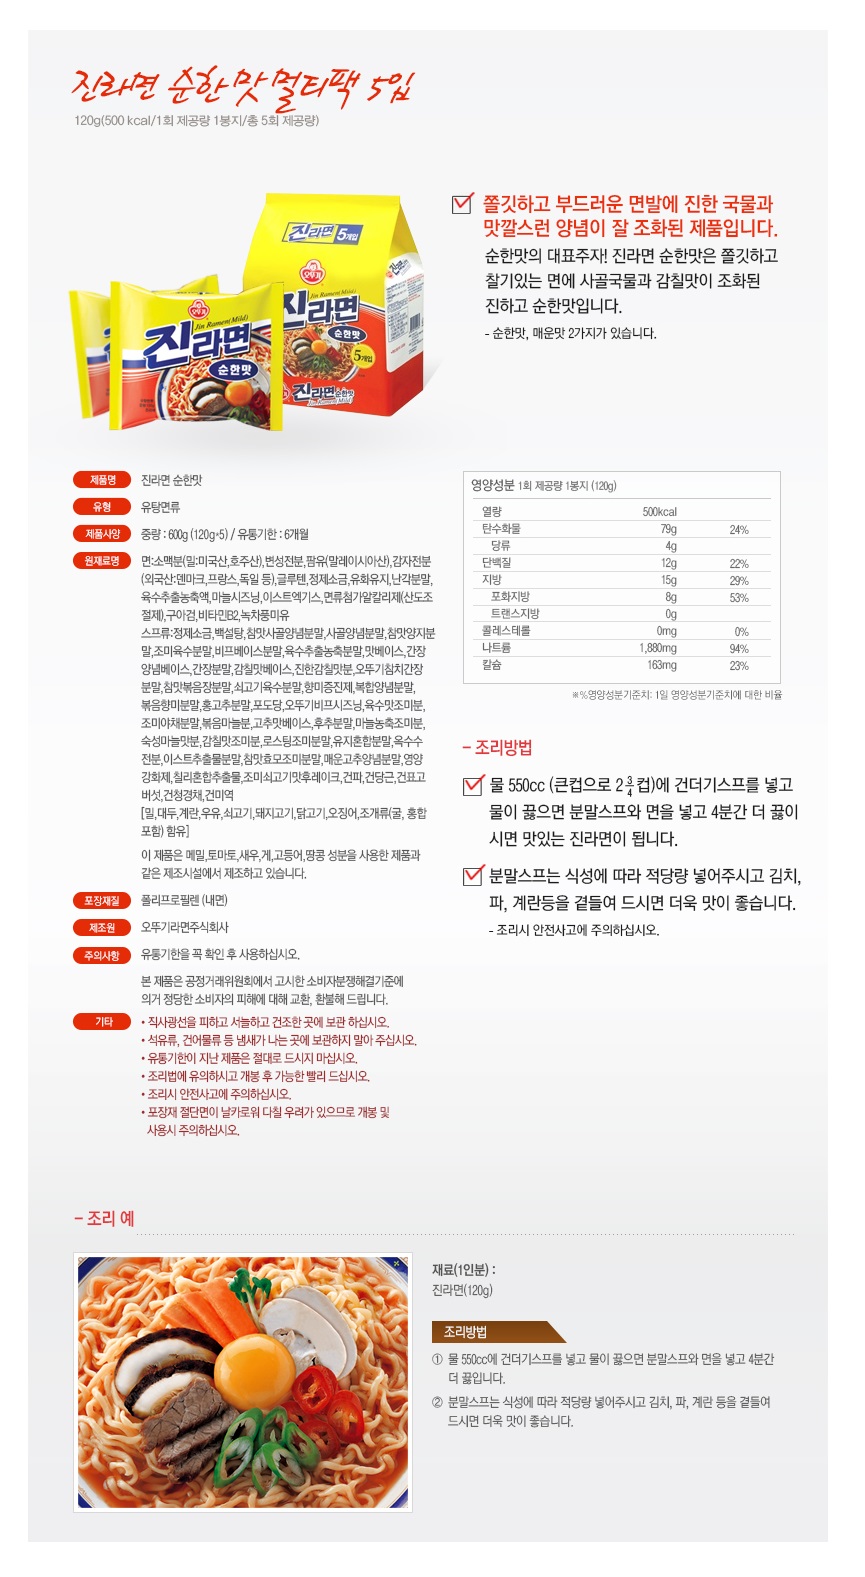 진라면 순한맛 멀티팩 5입
120g(500 kcal/1회 제공량 1봉지/총 5회 제공량)
쫄깃하고 부드러운 면발에 진한 국물과
맛깔스런 양념이 잘 조화된 제품입니다.
순한맛의 대표주자! 진라면 순한맛은 쫄깃하고
찰기있는 면에 사골국물과 감칠맛이 조화된
진하고 순한맛입니다.
- 순한맛, 매운맛 2가지가 있습니다.
진라면 5개입
오뚜기
Jin Ramen(Mild)
진라면
순한맛
5개입
진라면 순한맛
Jin Ramen(Mild)
오뚜기
Jin Ramen(Mild)
진라면
순한맛
제품명 진라면 순한맛
유형 유탕면류
제품사양 중량 : 600g (120g*5) / 유통기한 : 6개월
원재료명 면:소맥분(밀:미국산,호주산),변성전분,팜유(말레이시아산),감자전분
(외국산:덴마크,프랑스,독일 등),글루텐,정제소금,유화유지,난각분말,
육수추출농축액,마늘시즈닝,이스트엑기스,면류첨가알칼리제(산도조
절제),구아검,비타민B2,녹차풍미유
스프류:정제소금,백설탕,참맛사골양념분말,사골양념분말,참맛양지분
말,조미육수분말,비프베이스분말,육수추출농축분말,맛베이스,간장
양념베이스,간장분말,감칠맛베이스,진한감칠맛분,오뚜기참치간장
분말,참맛볶음장분말,쇠고기육수분말,향미증진제,복합양념분말,
볶음향미분말,홍고추분말,포도당,오뚜기비프시즈닝,육수맛조미분,
조미야채분말,볶음마늘분,고추맛베이스,후추분말,마늘농축조미분,
숙성마늘맛분,감칠맛조미분,로스팅조미분말,유지혼합분말,옥수수
전분,이스트추출물분말,참맛효모조미분말,매운고추양념분말,영양
강화제,칠리혼합추출물,조미쇠고기맛후레이크,건파,건당근,건표고
버섯,건청경채,건미역
[밀,대두,계란,우유,쇠고기,돼지고기,닭고기,오징어,조개류(굴, 홍합
포함) 함유]
이 제품은 메밀,토마토,새우,게,고등어,땅콩 성분을 사용한 제품과
같은 제조시설에서 제조하고 있습니다.
포장재질 폴리프로필렌 (내면)
제조원 오뚜기라면주식회사
주의사항 유통기한을 꼭 확인 후 사용하십시오.
본 제품은 공정거래위원회에서 고시한 소비자분쟁해결기준에
의거 정당한 소비자의 피해에 대해 교환, 환불해 드립니다.
기타 • 직사광선을 피하고 서늘하고 건조한 곳에 보관 하십시오.
• 석유류, 건어물류 등 냄새가 나는 곳에 보관하지 말아 주십시오.
• 유통기한이 지난 제품은 절대로 드시지 마십시오.
• 조리법에 유의하시고 개봉 후 가능한 빨리 드십시오.
• 조리시 안전사고에 주의하십시오.
• 포장재 절단면이 날카로워 다칠 우려가 있으므로 개봉 및
사용시 주의하십시오.
영양성분 1회 제공량 1봉지 (120g)
열량 500kcal
탄수화물 79g 24%
당류 4g
단백질 12g 22%
지방 15g 29%
포화지방 8g 53%
트랜스지방 0g
콜레스테롤 0mg 0%
나트륨 1,880mg 94%
칼슘 163mg 23%
※%영양성분기준치: 1일 영양성분기준치에 대한 비율
- 조리방법
물 550cc (큰컵으로 2 3/4 컵)에 건더기스프를 넣고
물이 끓으면 분말스프와 면을 넣고 4분간 더 끓이
시면 맛있는 진라면이 됩니다.
분말스프는 식성에 따라 적당량 넣어주시고 김치,
파, 계란등을 곁들여 드시면 더욱 맛이 좋습니다.
- 조리시 안전사고에 주의하십시오.
- 조리 예
재료(1인분) :
진라면(120g)
조리방법
① 물 550cc에 건더기스프를 넣고 물이 끓으면 분말스프와 면을 넣고 4분간
더 끓입니다.
② 분말스프는 식성에 따라 적당량 넣어주시고 김치, 파, 계란 등을 곁들여
드시면 더욱 맛이 좋습니다.